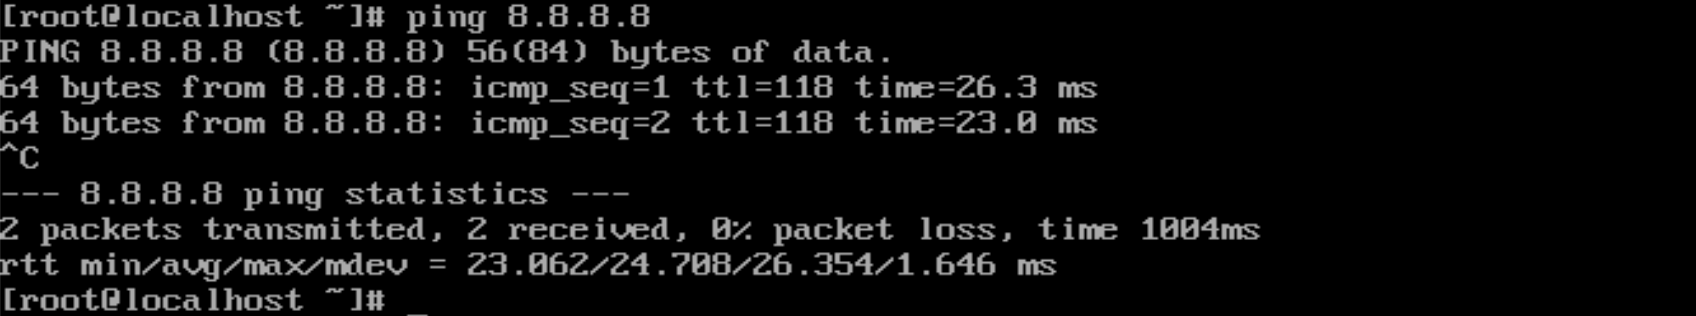 [root@localhost ~]# ping 8.8.8.8
PING 8.8.8.8 (8.8.8.8) 56(84) bytes of data.
64 bytes from 8.8.8.8: icmp_seq=1 ttl=118 time=26.3 ms
64 bytes from 8.8.8.8: icmp_seq=2 ttl=118 time=23.0 ms
^C
--- 8.8.8.8 ping statistics ---
2 packets transmitted, 2 received, 0% packet loss, time 1004ms
rtt min/avg/max/mdev = 23.062/24.708/26.354/1.646 ms
[root@localhost ~]# _